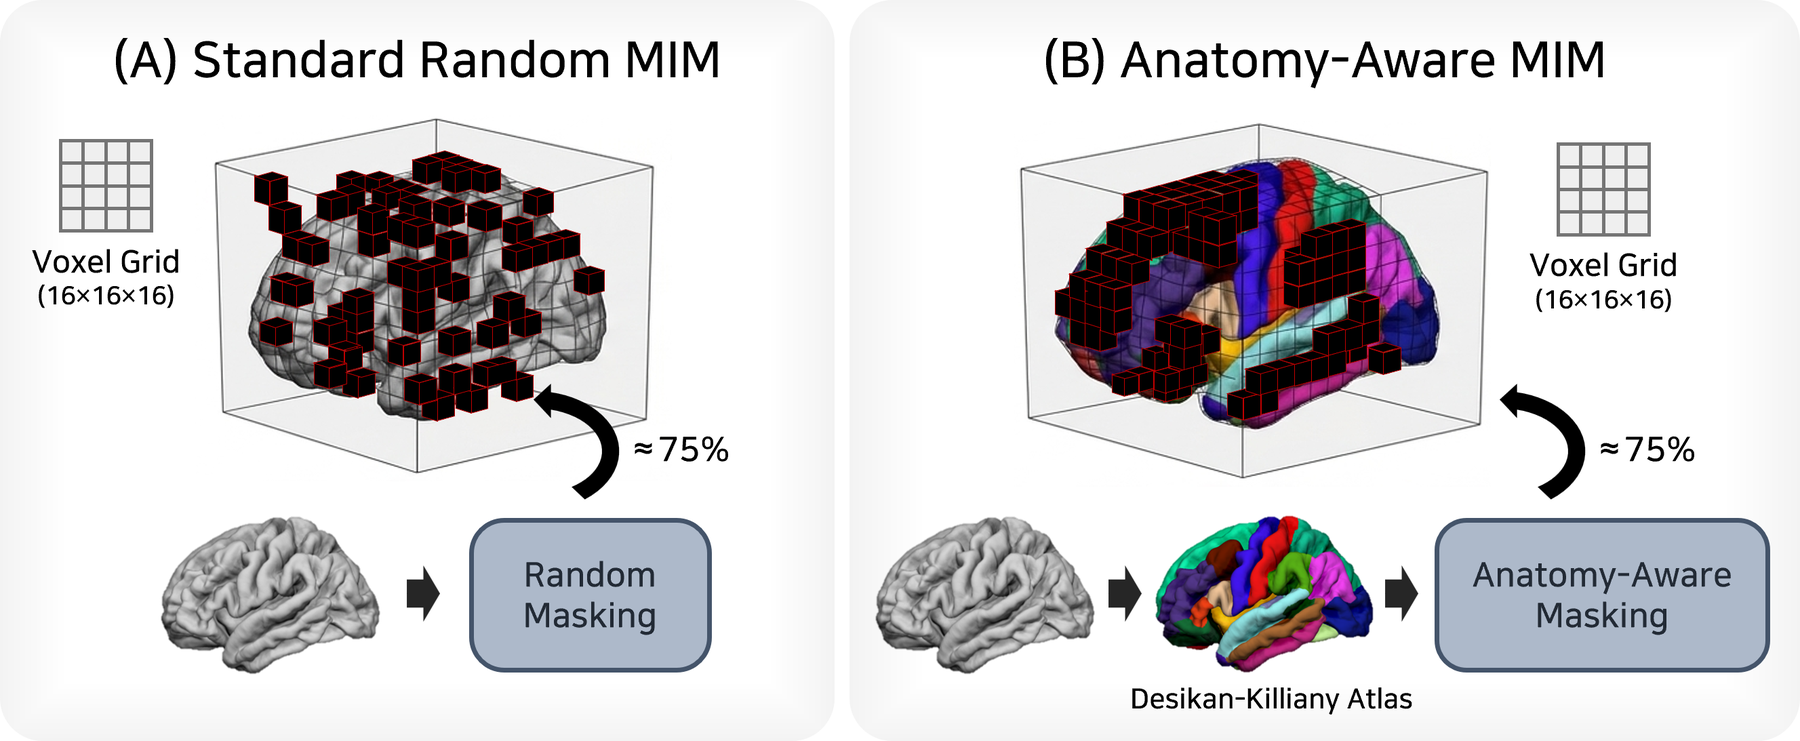 (A) Standard Random MIM
Voxel Grid
(16×16×16)
≈75%
Random
Masking
(B) Anatomy-Aware MIM
Voxel Grid
(16×16×16)
≈75%
Anatomy-Aware
Masking
Desikan-Killiany Atlas